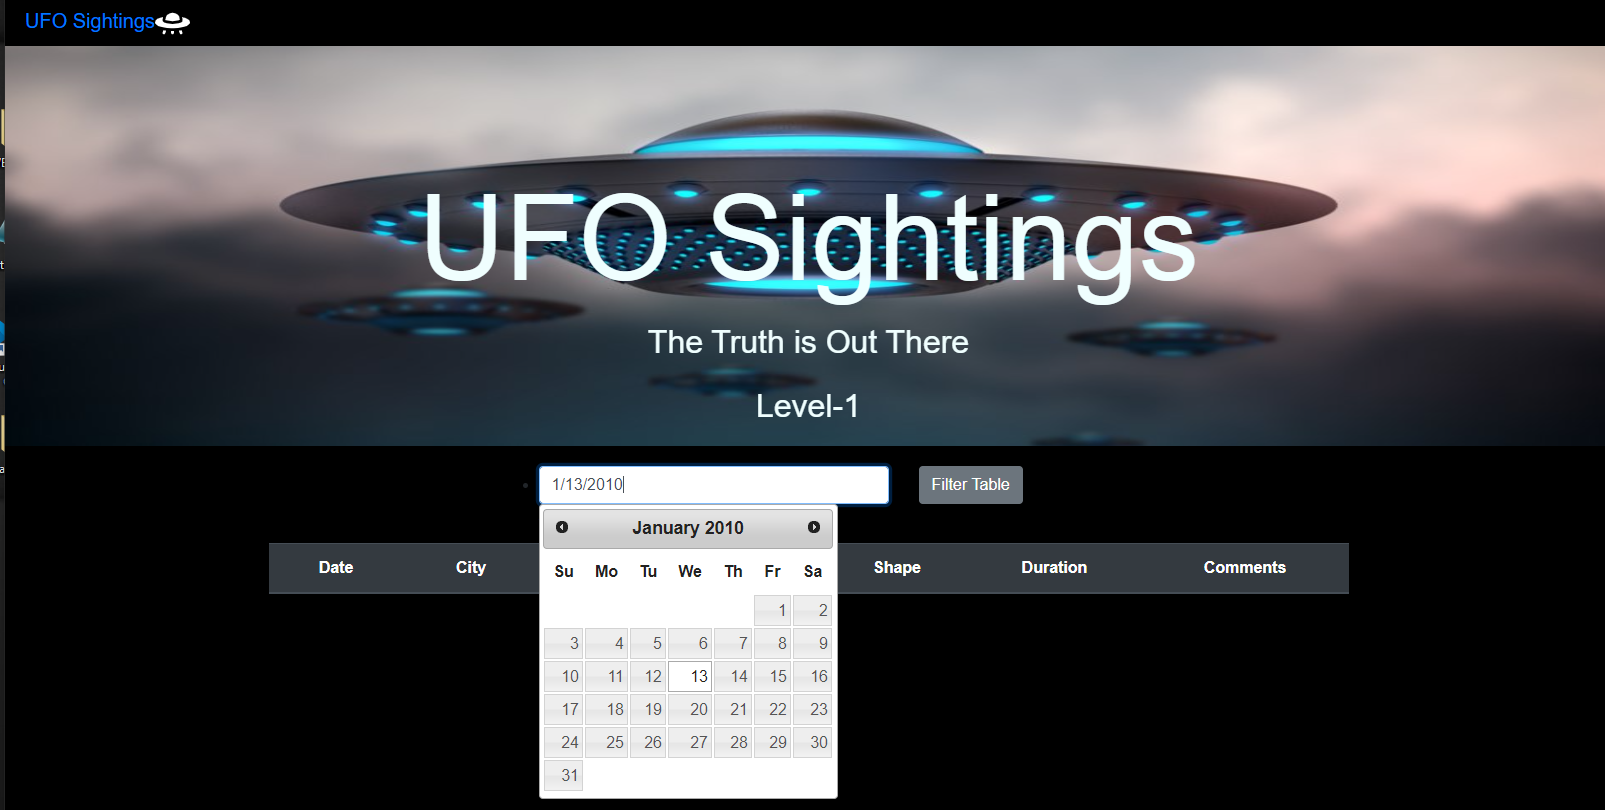 UFO Sightings
UFO Sightings
The Truth is Out There
Level-1
1/13/2010 Filter Table
January 2010
Date City Shape Duration Comments
Su Mo Tu We Th Fr Sa
1 2
3 4 5 6 7 8 9
10 11 12 13 14 15 16
17 18 19 20 21 22 23
24 25 26 27 28 29 30
31